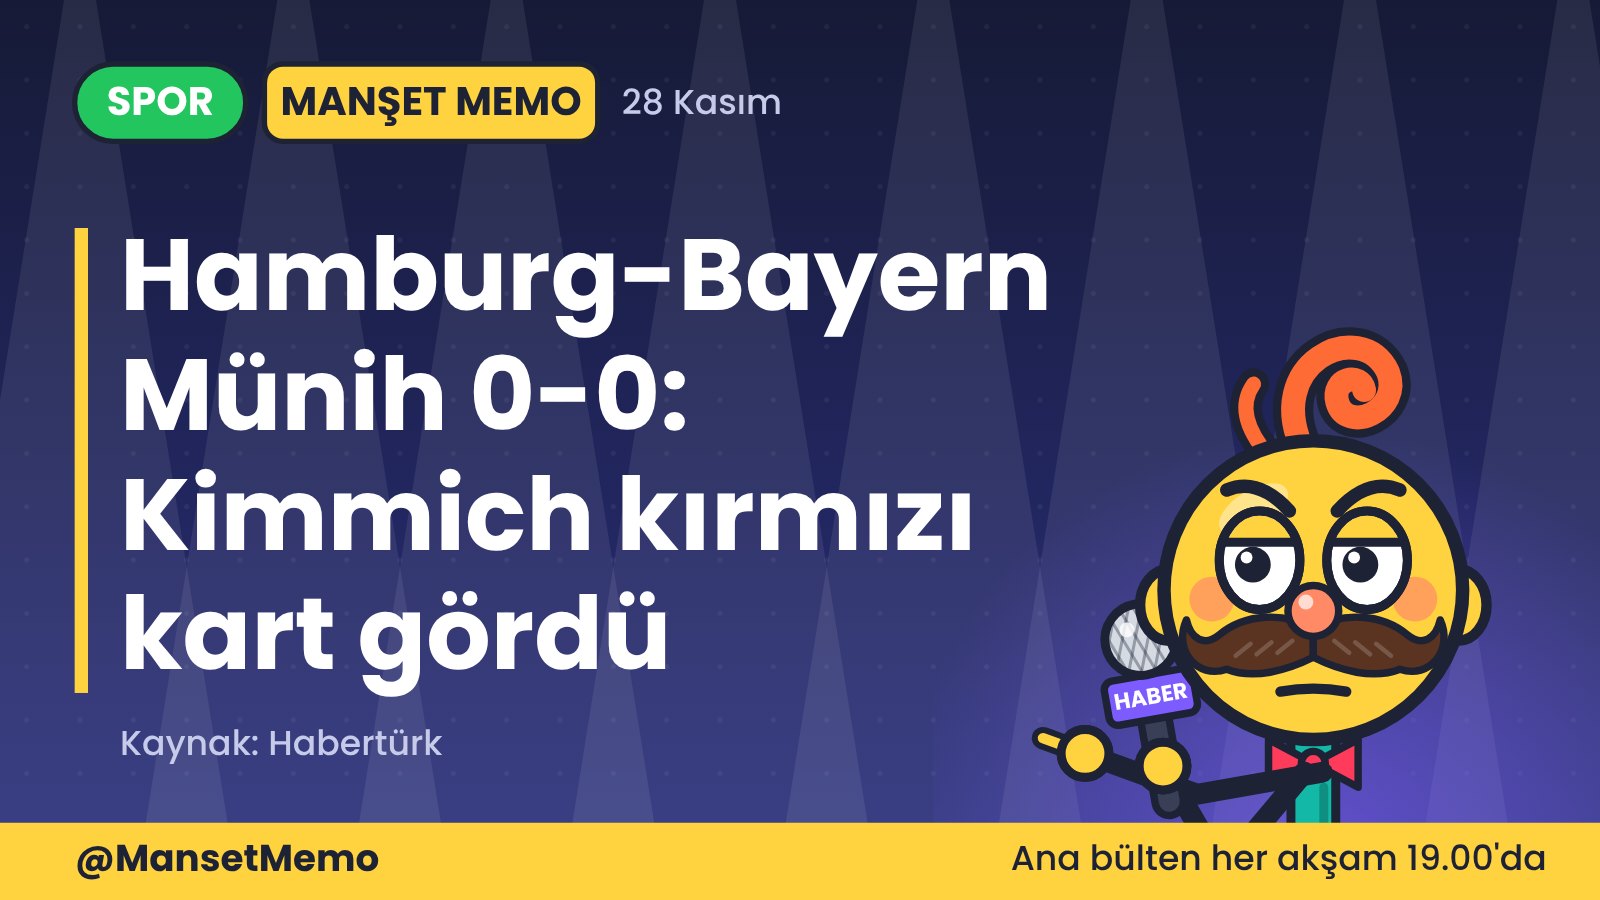 SPOR MANŞET MEMO 28 Kasım
Hamburg-Bayern
Münih 0-0:
Kimmich kırmızı
kart gördü
Kaynak: Habertürk
HABER
@MansetMemo Ana bülten her akşam 19.00'da